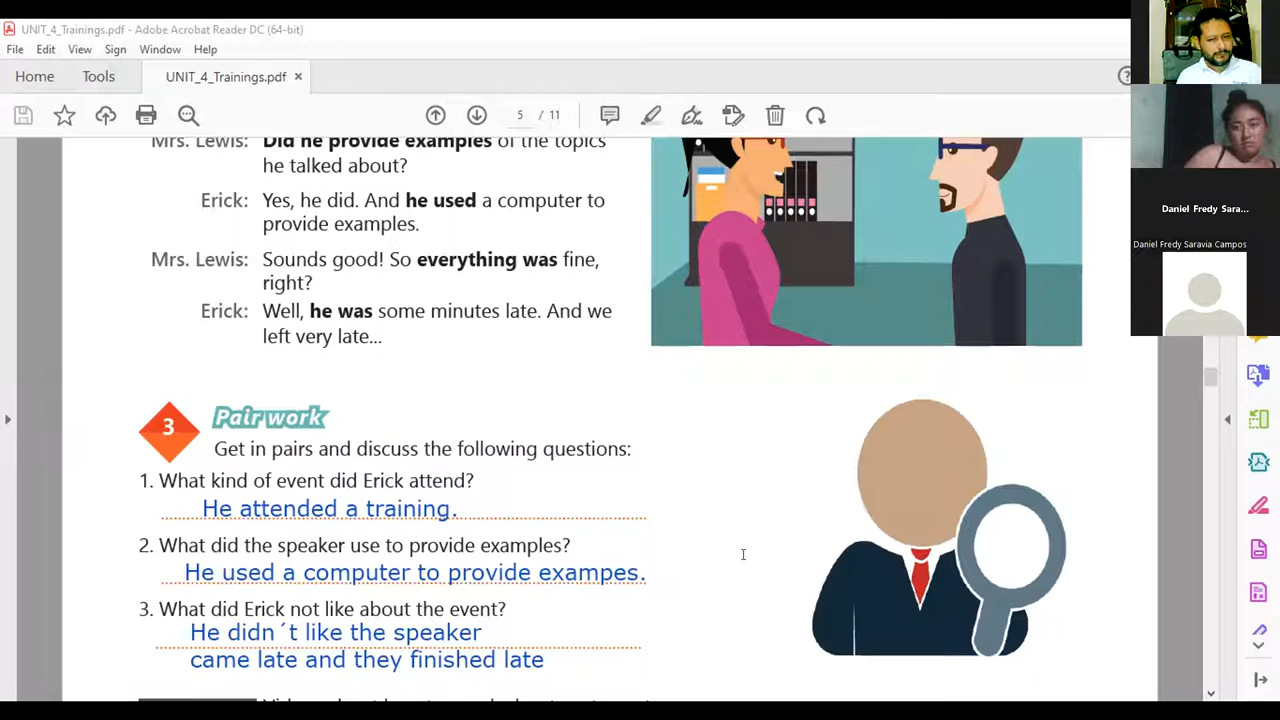 UNIT_4_Trainings.pdf - Adobe Acrobat Reader DC (64-bit)
File Edit View Sign Window Help
Home Tools UNIT_4_Trainings.pdf ×
5 / 11
Mrs. Lewis: Did he provide examples of the topics
he talked about?
Erick: Yes, he did. And he used a computer to
provide examples.
Mrs. Lewis: Sounds good! So everything was fine,
right?
Erick: Well, he was some minutes late. And we
left very late...
3 Pair work
Get in pairs and discuss the following questions:
1. What kind of event did Erick attend?
He attended a training.
2. What did the speaker use to provide examples?
He used a computer to provide exampes.
3. What did Erick not like about the event?
He didn´t like the speaker
came late and they finished late
Daniel Fredy Sara...
Daniel Fredy Saravia Campos